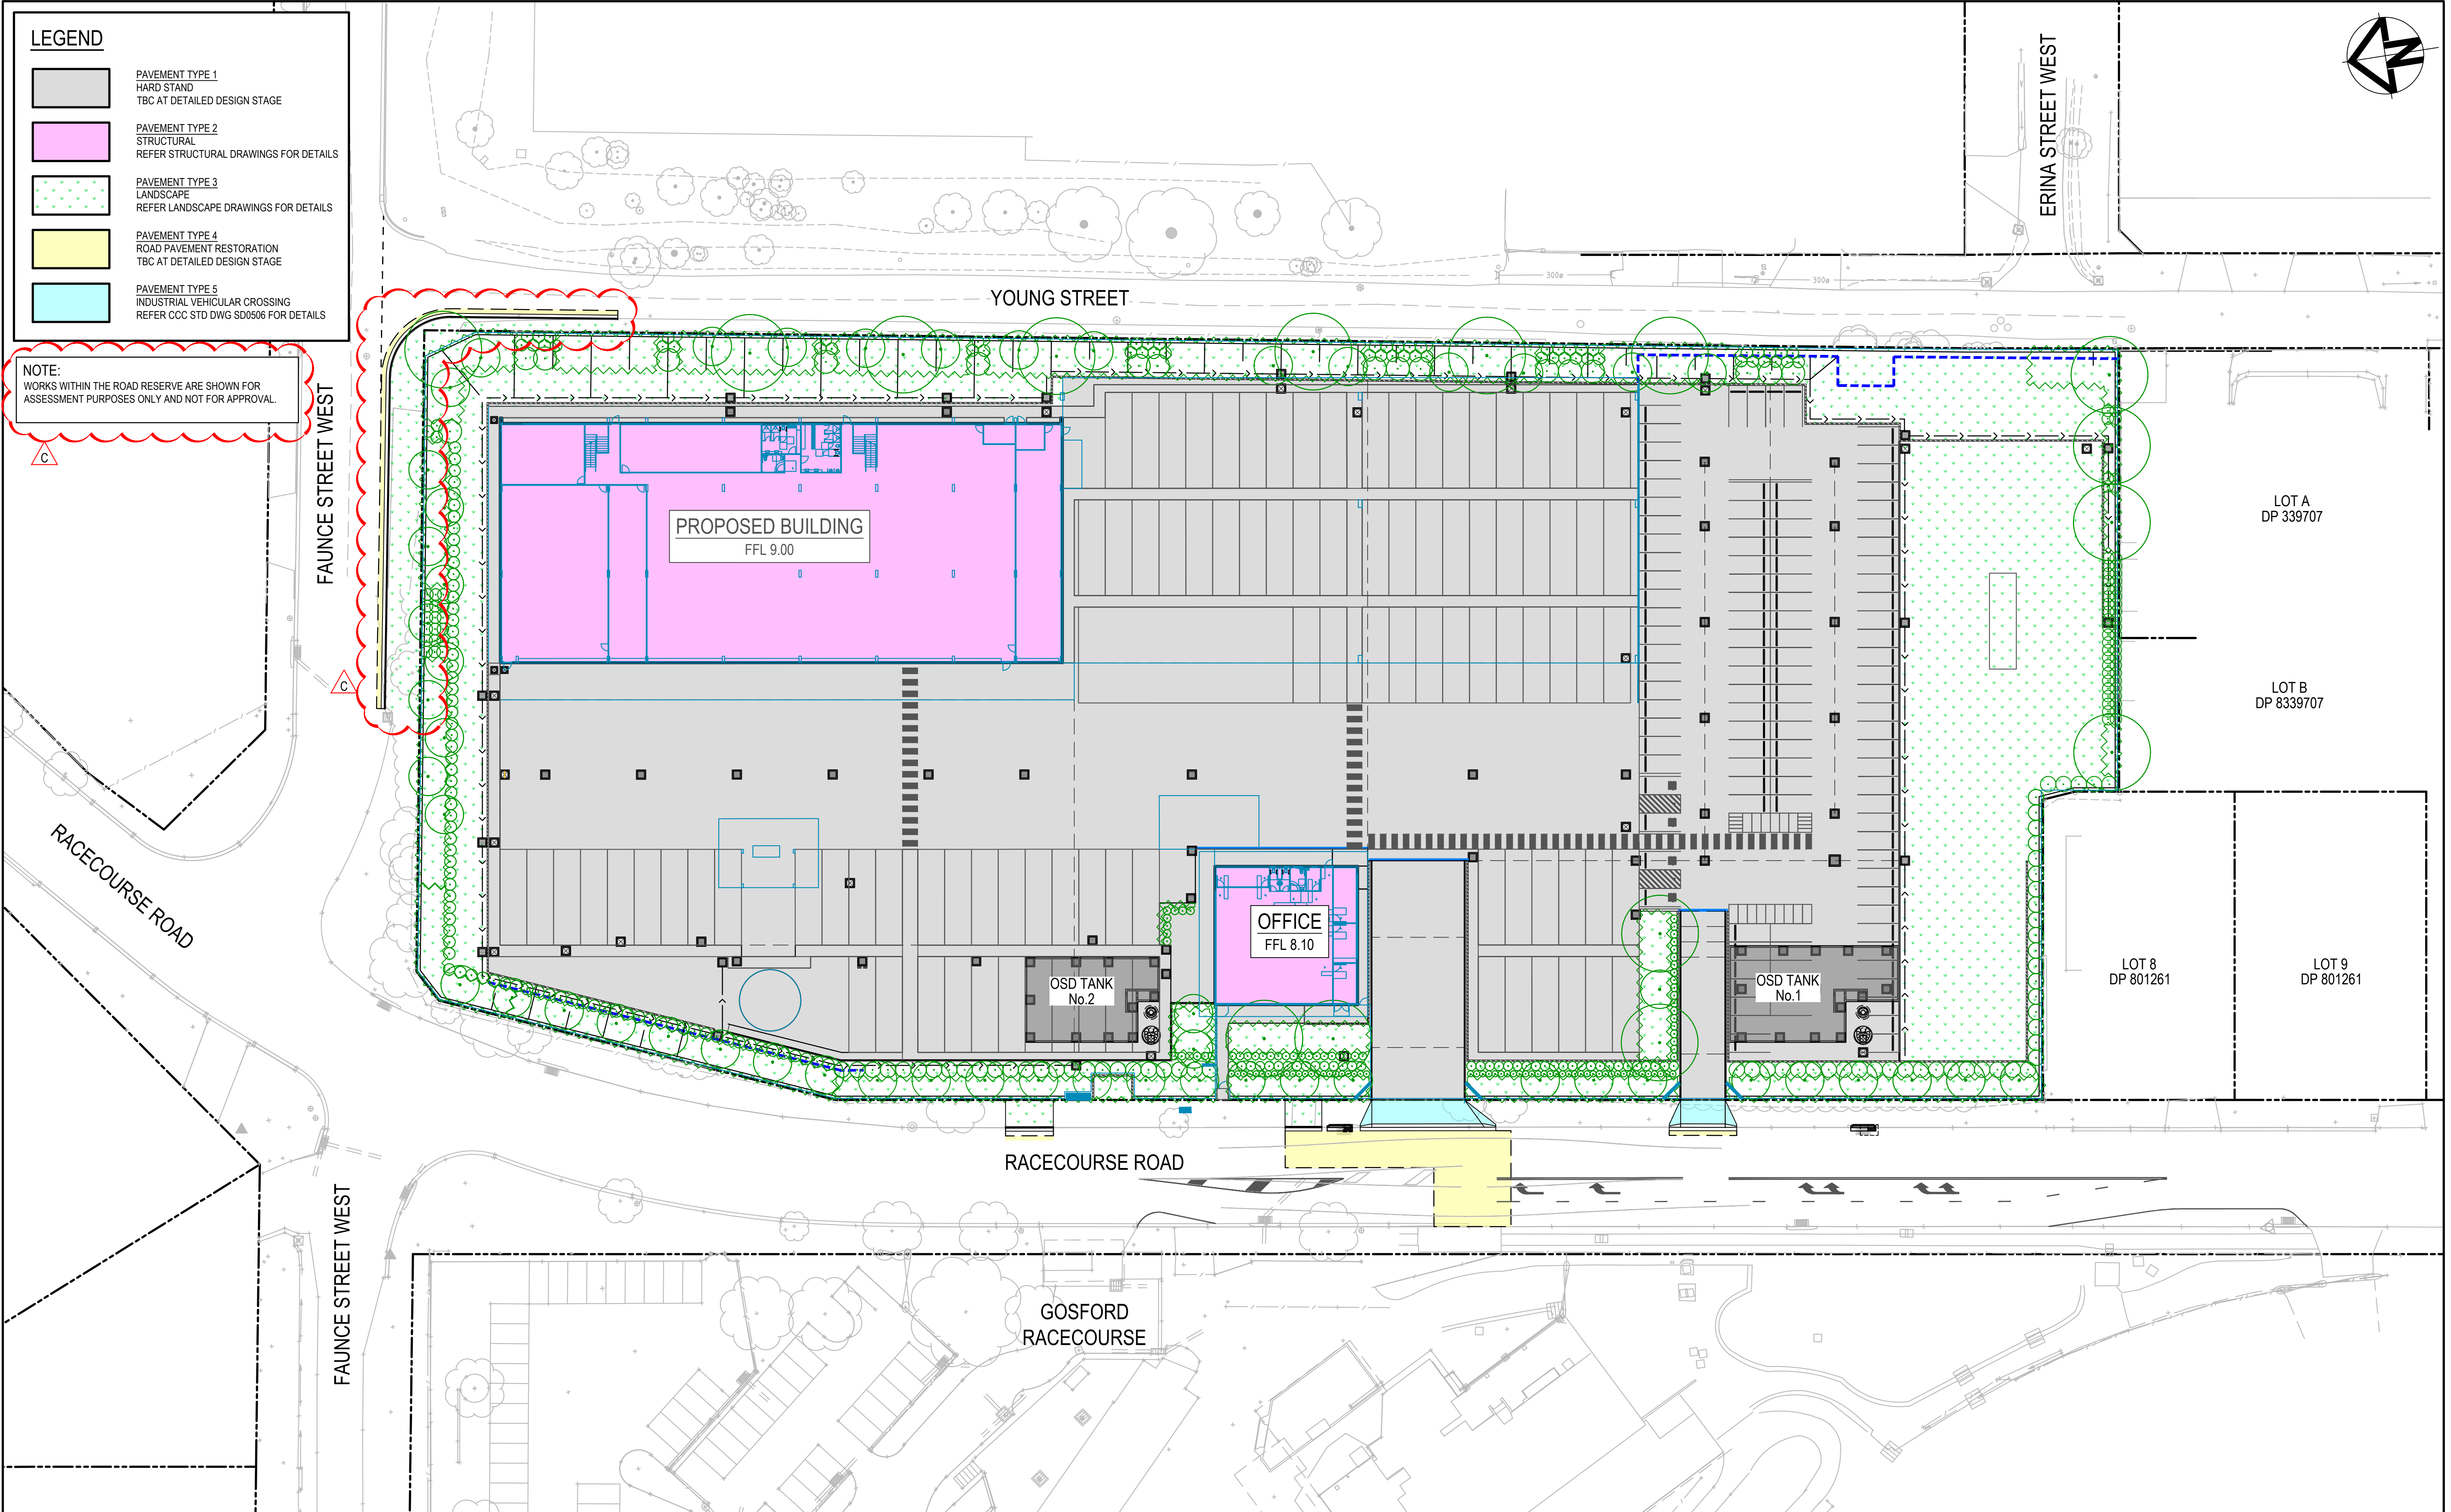 LEGEND
PAVEMENT TYPE 1
HARD STAND
TBC AT DETAILED DESIGN STAGE
PAVEMENT TYPE 2
STRUCTURAL
REFER STRUCTURAL DRAWINGS FOR DETAILS
PAVEMENT TYPE 3
LANDSCAPE
REFER LANDSCAPE DRAWINGS FOR DETAILS
PAVEMENT TYPE 4
ROAD PAVEMENT RESTORATION
TBC AT DETAILED DESIGN STAGE
PAVEMENT TYPE 5
INDUSTRIAL VEHICULAR CROSSING
REFER CCC STD DWG SD0506 FOR DETAILS
NOTE:
WORKS WITHIN THE ROAD RESERVE ARE SHOWN FOR
ASSESSMENT PURPOSES ONLY AND NOT FOR APPROVAL.
C
C
N
ERINA STREET WEST
300ø
300ø
YOUNG STREET
FAUNCE STREET WEST
PROPOSED BUILDING
FFL 9.00
LOT A
DP 339707
LOT B
DP 8339707
RACECOURSE ROAD
OFFICE
FFL 8.10
OSD TANK
No.2
OSD TANK
No.1
LOT 8
DP 801261
LOT 9
DP 801261
RACECOURSE ROAD
FAUNCE STREET WEST
GOSFORD
RACECOURSE